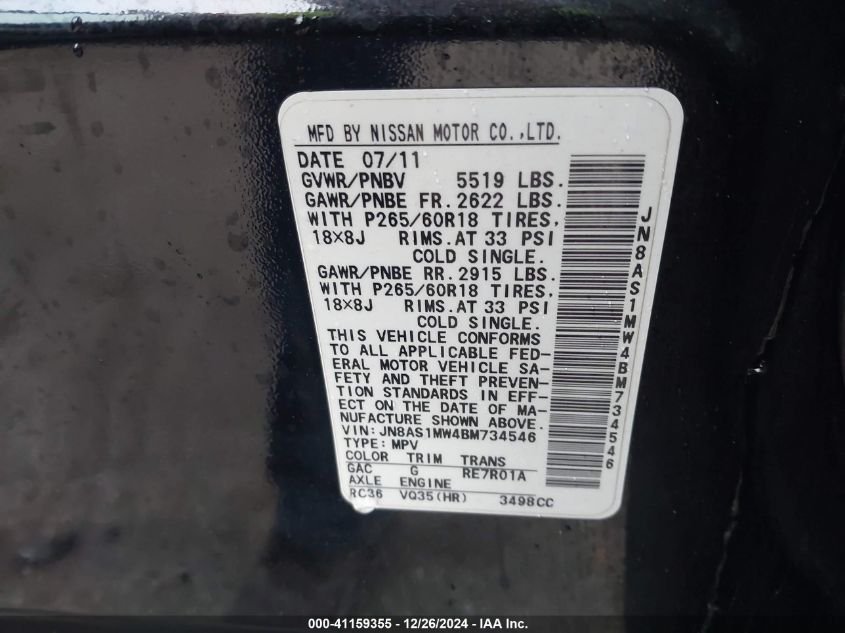 MFD BY NISSAN MOTOR CO.,LTD.
DATE 07/11
GVWR/PNBV 5519 LBS.
GAWR/PNBE FR.2622 LBS.
WITH P265/60R18 TIRES,
18×8J RIMS.AT 33 PSI
COLD SINGLE.
GAWR/PNBE RR.2915 LBS.
WITH P265/60R18 TIRES,
18×8J RIMS.AT 33 PSI
COLD SINGLE.
THIS VEHICLE CONFORMS
TO ALL APPLICABLE FED-
ERAL MOTOR VEHICLE SA-
FETY AND THEFT PREVEN-
TION STANDARDS IN EFF-
ECT ON THE DATE OF MA-
NUFACTURE SHOWN ABOVE.
VIN:JN8AS1MW4BM734546
TYPE:MPV
COLOR TRIM TRANS
GAC G RE7R01A
AXLE ENGINE
RC36 VQ35(HR) 3498CC
JN8AS1MW4BM734546
000-41159355 - 12/26/2024 - IAA Inc.